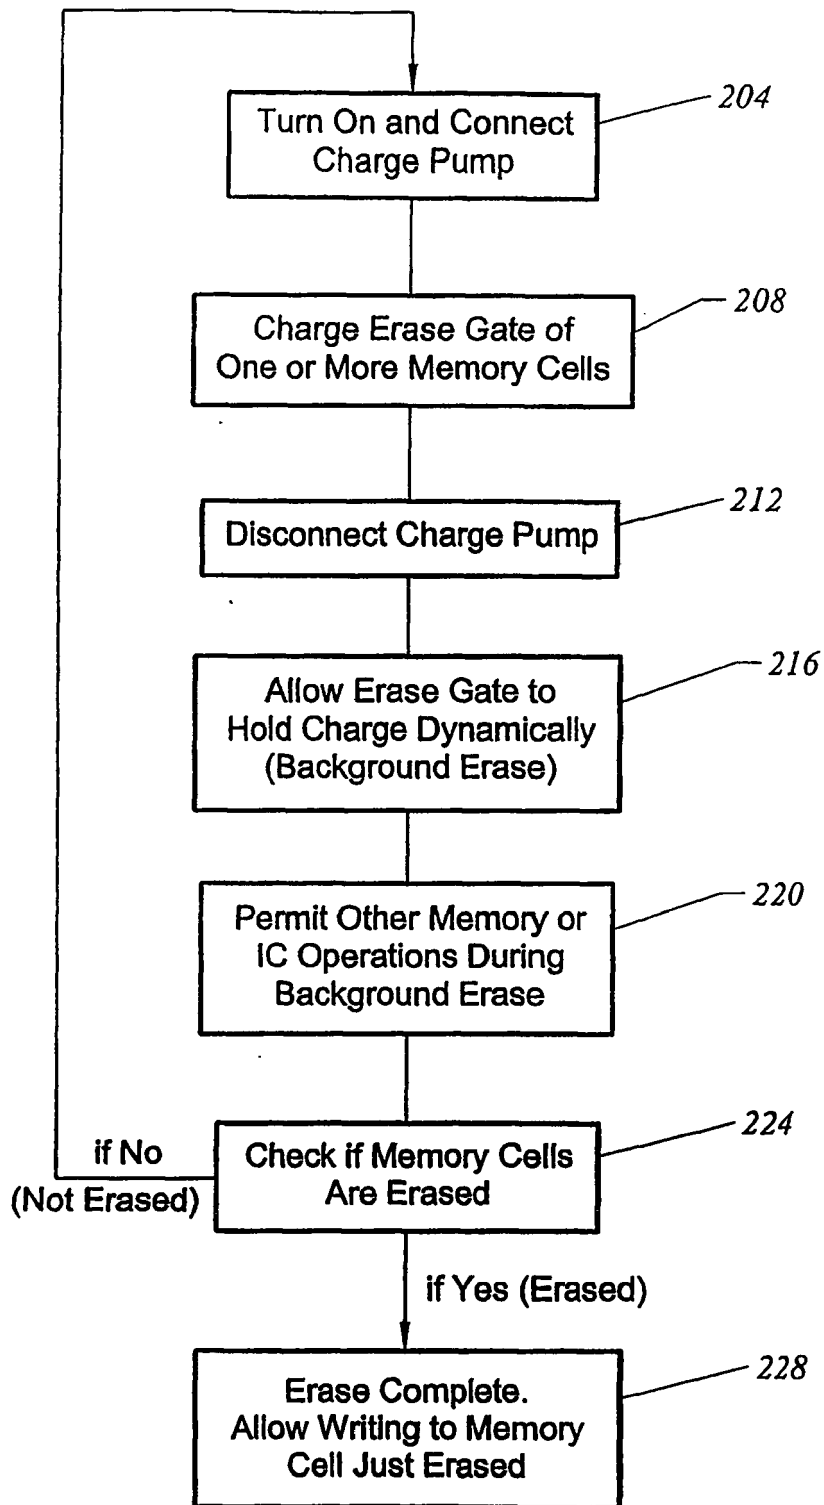 204
Turn On and Connect
Charge Pump
208
Charge Erase Gate of
One or More Memory Cells
212
Disconnect Charge Pump
216
Allow Erase Gate to
Hold Charge Dynamically
(Background Erase)
220
Permit Other Memory or
IC Operations During
Background Erase
224
if No
(Not Erased)
Check if Memory Cells
Are Erased
if Yes (Erased)
228
Erase Complete.
Allow Writing to Memory
Cell Just Erased